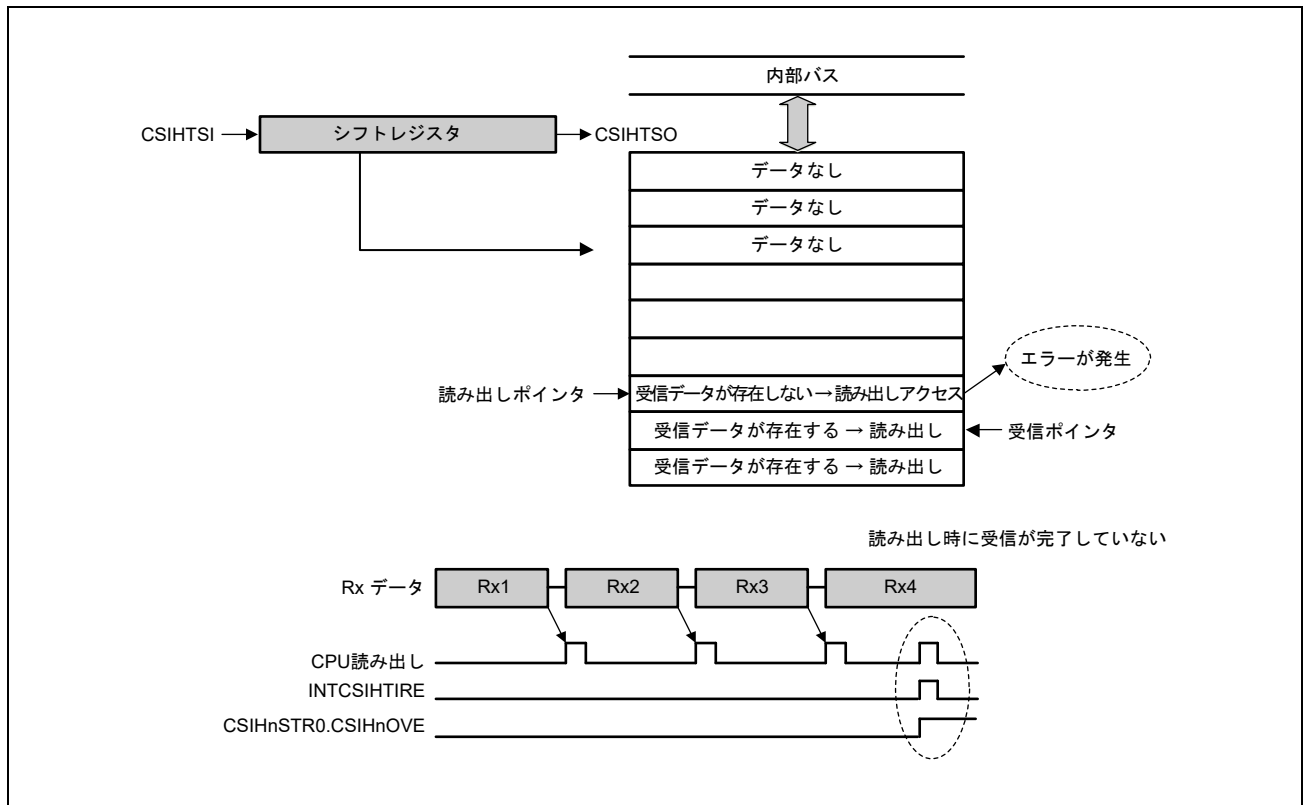 内部バス
CSIHTSI
シフトレジスタ
CSIHTSO
データなし
データなし
データなし
エラーが発生
読み出しポインタ
受信データが存在しない→読み出しアクセス
受信データが存在する → 読み出し
受信ポインタ
受信データが存在する → 読み出し
読み出し時に受信が完了していない
Rx データ
Rx1
Rx2
Rx3
Rx4
CPU読み出し
INTCSIHTIRE
CSIHnSTR0.CSIHnOVE